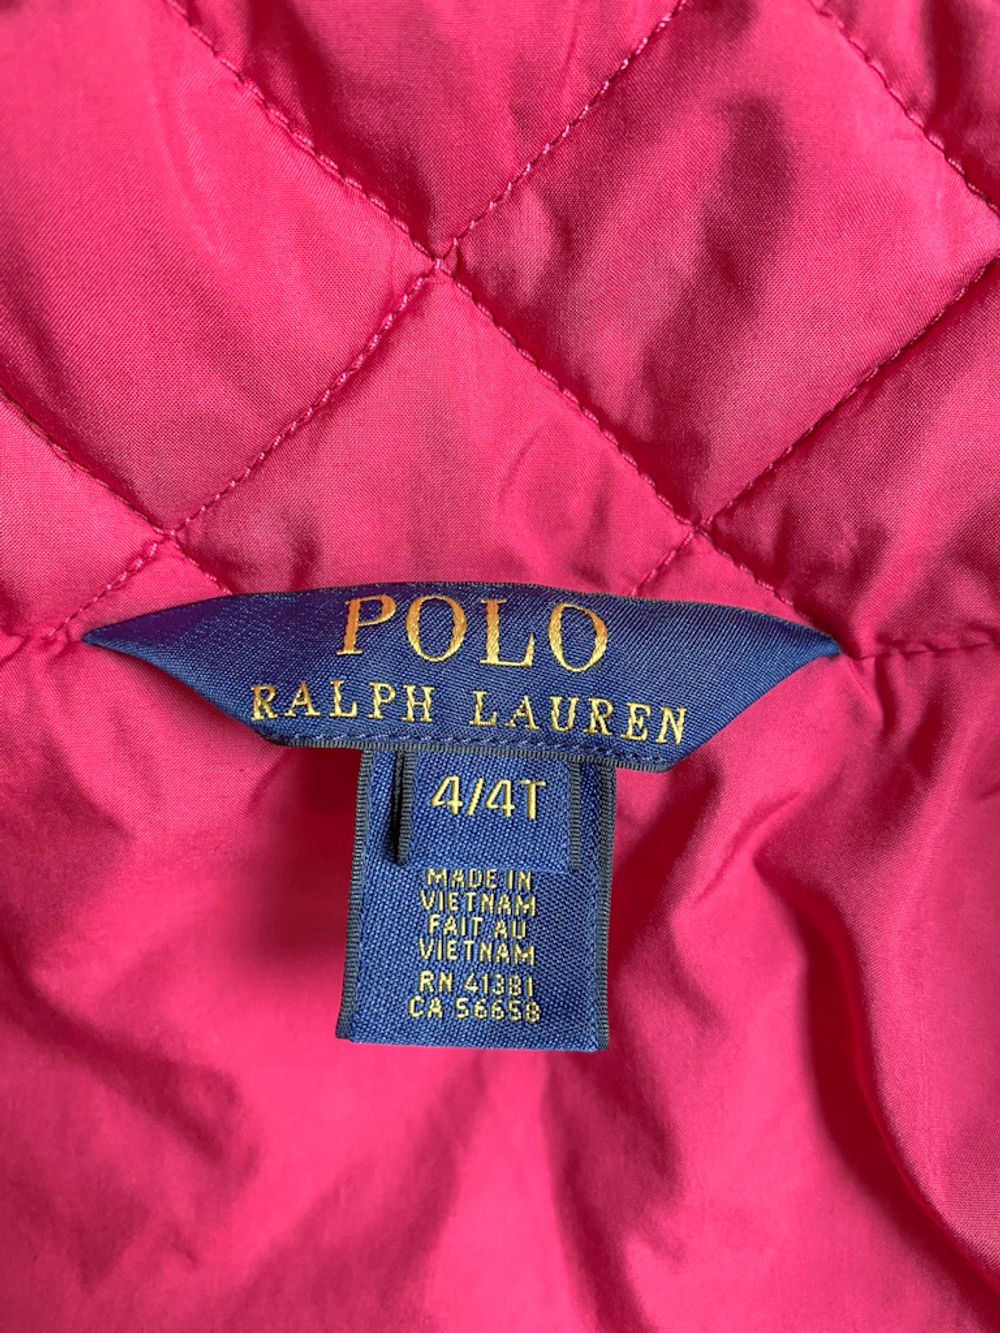 POLO
RALPH LAUREN
4/4T
MADE IN
VIETNAM
FAIT AU
VIETNAM
RN 41381
CA 56658